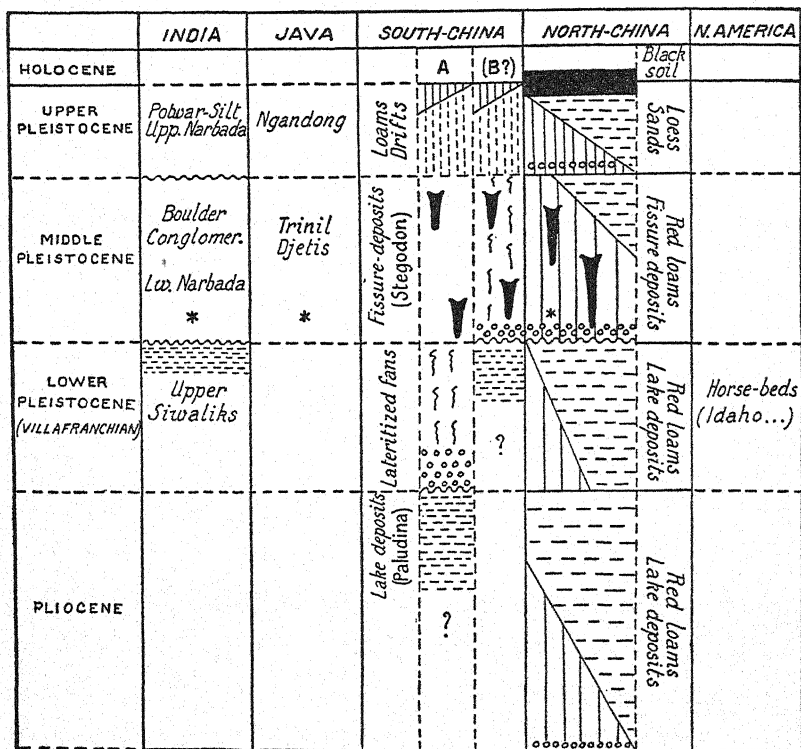 INDIA
JAVA
SOUTH-CHINA
NORTH-CHINA
N. AMERICA
HOLOCENE
A
(B?)
Black
soil
UPPER
PLEISTOCENE
Potwar-Silt
Upp. Narbada
Ngandong
Loams
Drifts
Loess
Sands
MIDDLE
PLEISTOCENE
Boulder
Conglomer.
Lw. Narbada
*
Trinil
Djetis
*
Fissure-deposits
(Stegodon)
*
Red loams
Fissure deposits
LOWER
PLEISTOCENE
(VILLAFRANCHIAN)
Upper
Siwaliks
Lateritized fans
?
Red loams
Lake deposits
Horse-beds
(Idaho...)
PLIOCENE
Lake deposits
(Paludina)
?
Red loams
Lake deposits